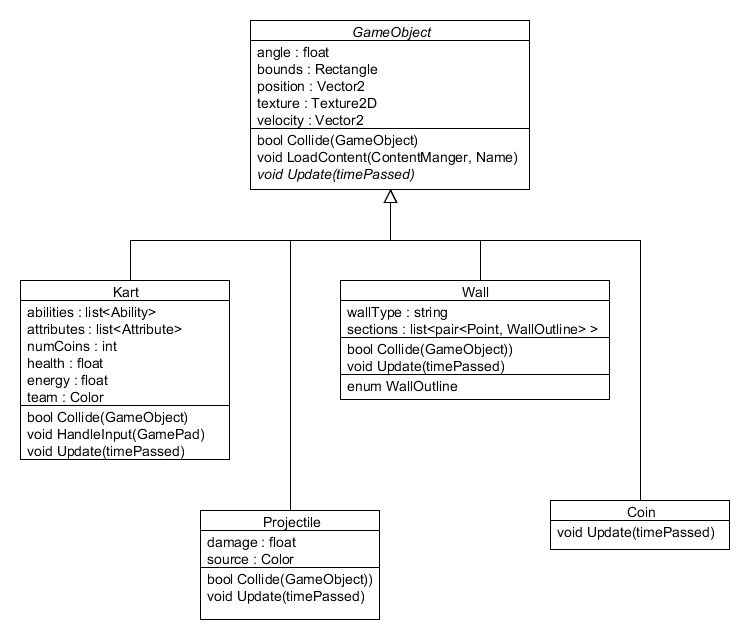 GameObject
angle : float
bounds : Rectangle
position : Vector2
texture : Texture2D
velocity : Vector2
bool Collide(GameObject)
void LoadContent(ContentManger, Name)
void Update(timePassed)
Kart
abilities : list<Ability>
attributes : list<Attribute>
numCoins : int
health : float
energy : float
team : Color
bool Collide(GameObject)
void HandleInput(GamePad)
void Update(timePassed)
Wall
wallType : string
sections : list<pair<Point, WallOutline> >
bool Collide(GameObject))
void Update(timePassed)
enum WallOutline
Projectile
damage : float
source : Color
bool Collide(GameObject))
void Update(timePassed)
Coin
void Update(timePassed)